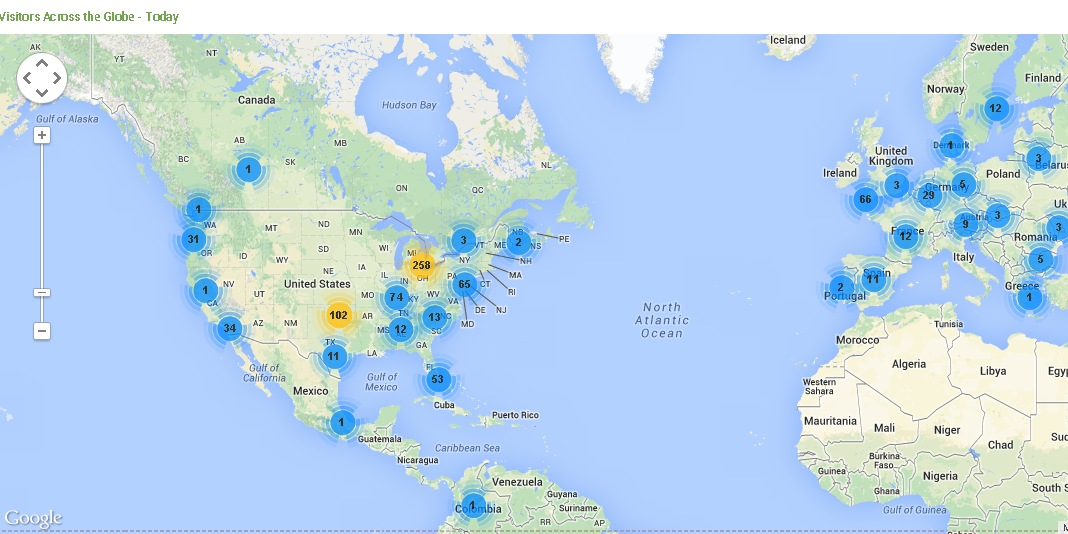 Visitors Across the Globe - Today
Iceland
AK
YT
NT
Sweden
Finland
Norway
Canada
Hudson Bay
Gulf of Alaska
12
AB
MB
BC
SK
1
NL
ON
QC
United
Kingdom
Ireland
Denmark
1
3
Belarus
Poland
Germany
5
3
29
66
1
WA
31
OR
MT
ND
SD
MN
WI
ID
WY
NE
IA
MI
258
OH
3
VT
NY
ME
NB
2
NS
PE
NH
MA
RI
CT
PA
65
NJ
DE
MD
Austria
9
3
Uk
3
Romania
France
12
Italy
5
Greece
1
Spain
11
2
Portugal
1
CA
NV
UT
United States
IL
IN
74
KY
WV
VA
34
AZ
NM
102
AR
TN
MS
12
13
NC
SC
GA
TX
11
LA
FL
53
North
Atlantic
Ocean
Gulf of
California
Gulf of
Mexico
Mexico
1
Cuba
Puerto Rico
Guatemala
Caribbean Sea
Nicaragua
Venezuela
Guyana
Suriname
1
Colombia
RR
AP
Tunisia
Morocco
Algeria
Libya
Egyp
Western
Sahara
Mauritania
Mali
Niger
Chad
Suc
Burkina
Faso
Guinea
Nigeria
Ghana
South S
Gulf of Guinea
Gabon
Google
M